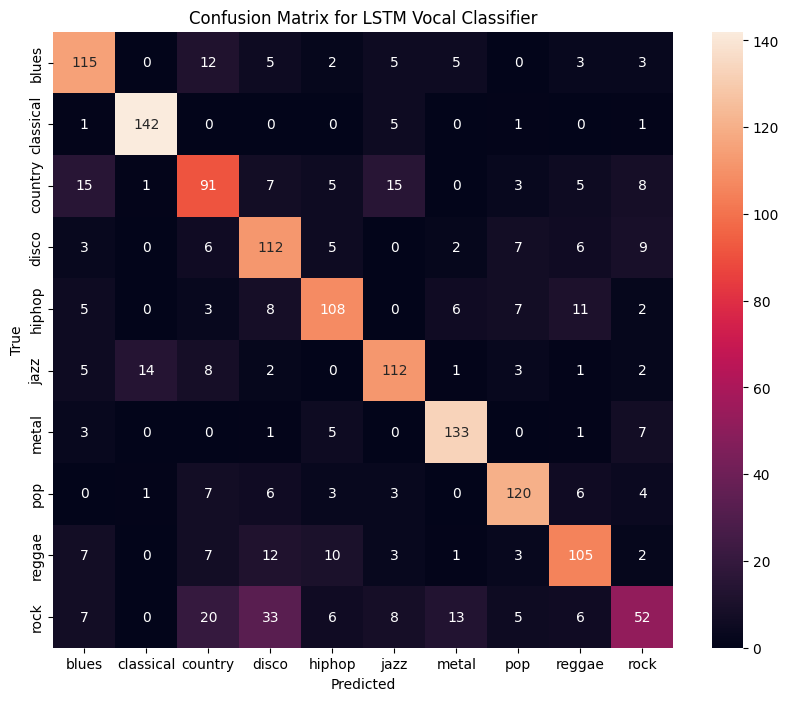 Confusion Matrix for LSTM Vocal Classifier
blues 115 0 12 5 2 5 5 0 3 3
classical 1 142 0 0 0 5 0 1 0 1
country 15 1 91 7 5 15 0 3 5 8
disco 3 0 6 112 5 0 2 7 6 9
hiphop 5 0 3 8 108 0 6 7 11 2
jazz 5 14 8 2 0 112 1 3 1 2
metal 3 0 0 1 5 0 133 0 1 7
pop 0 1 7 6 3 3 0 120 6 4
reggae 7 0 7 12 10 3 1 3 105 2
rock 7 0 20 33 6 8 13 5 6 52
blues classical country disco hiphop jazz metal pop reggae rock
Predicted
True
140
120
100
80
60
40
20
0